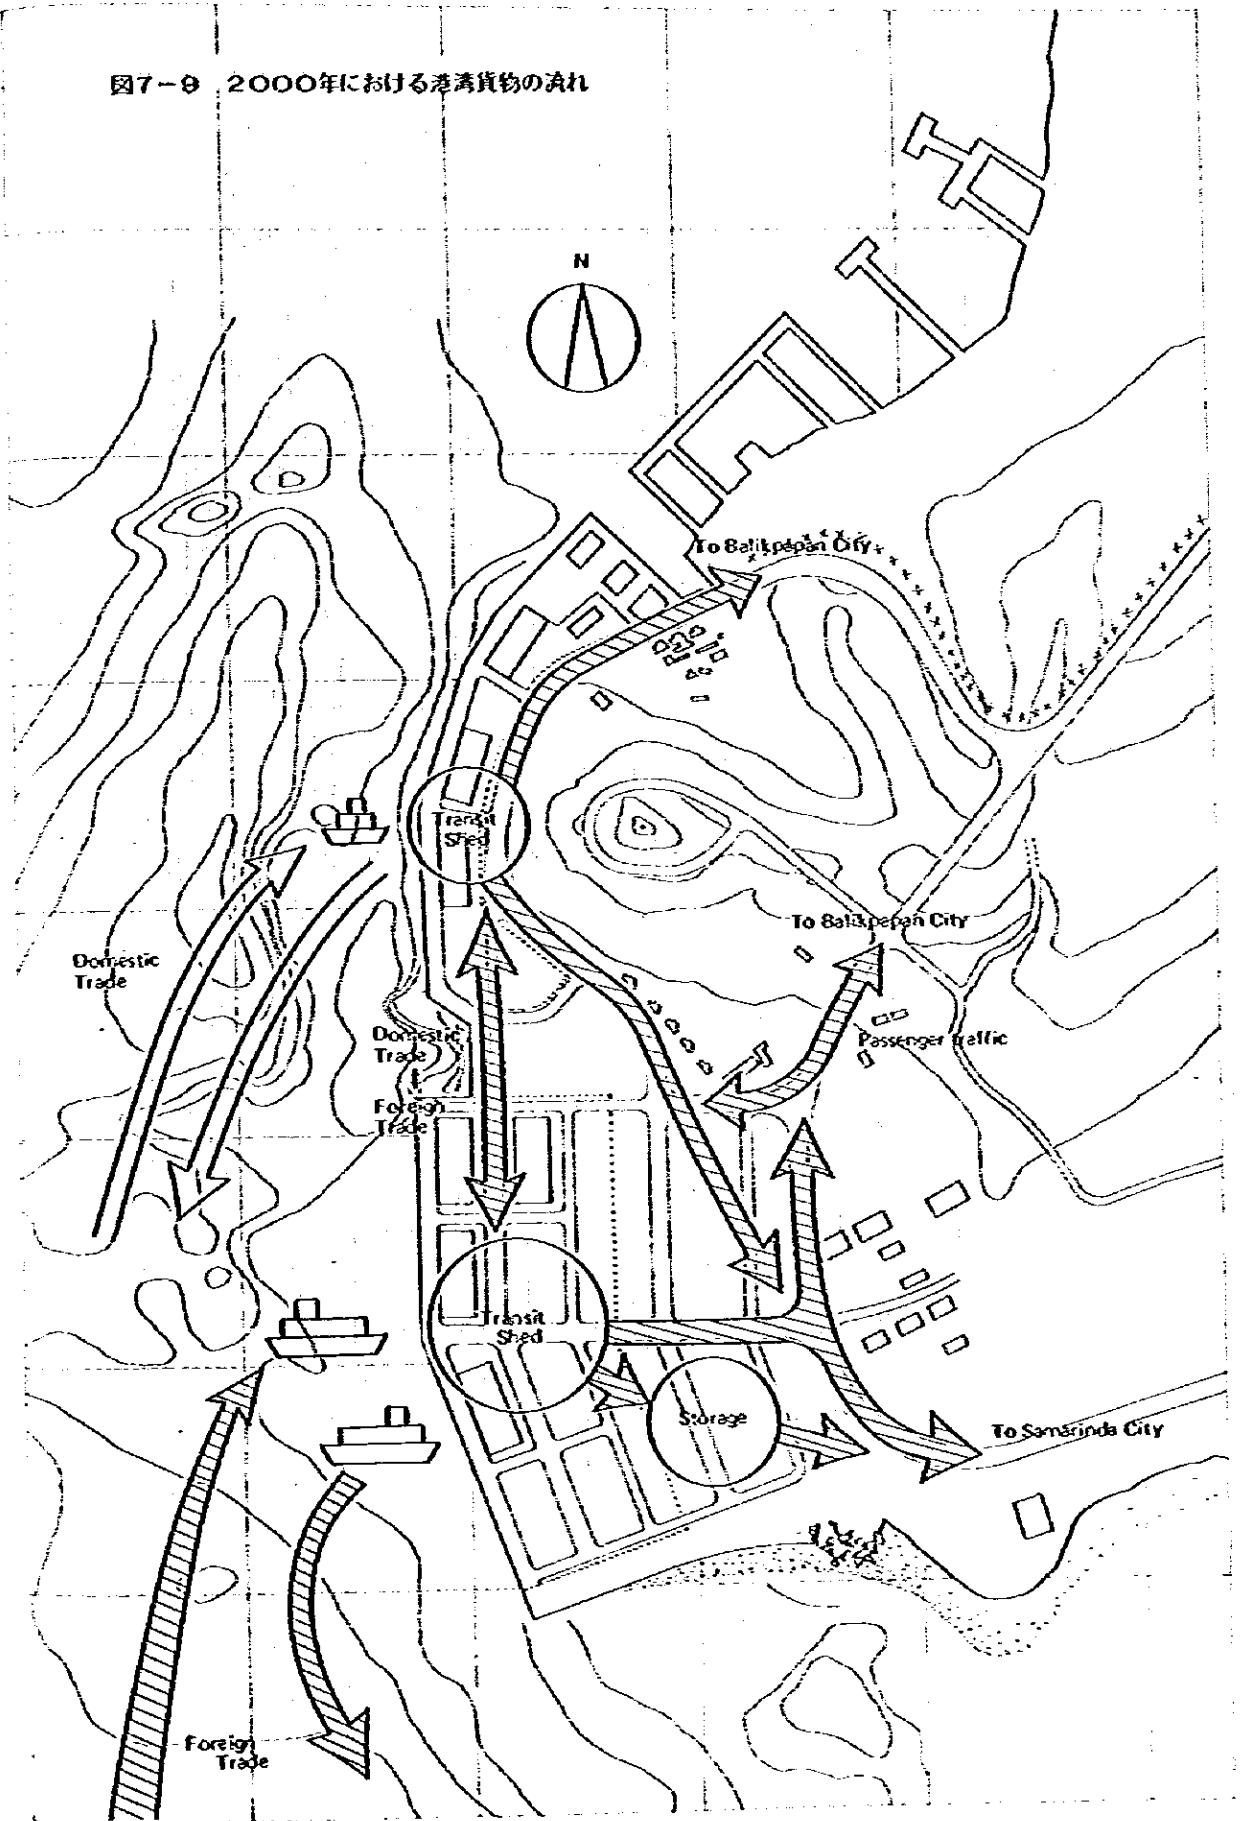 図7-9 2000年における港湾貨物の流れ
N
To Balikpapan City
Transit
Shed
To Balikpapan City
Domestic
Trade
Domestic
Trade
Passenger traffic
Foreign
Trade
Transit
Shed
Storage
To Samarinda City
Foreign
Trade